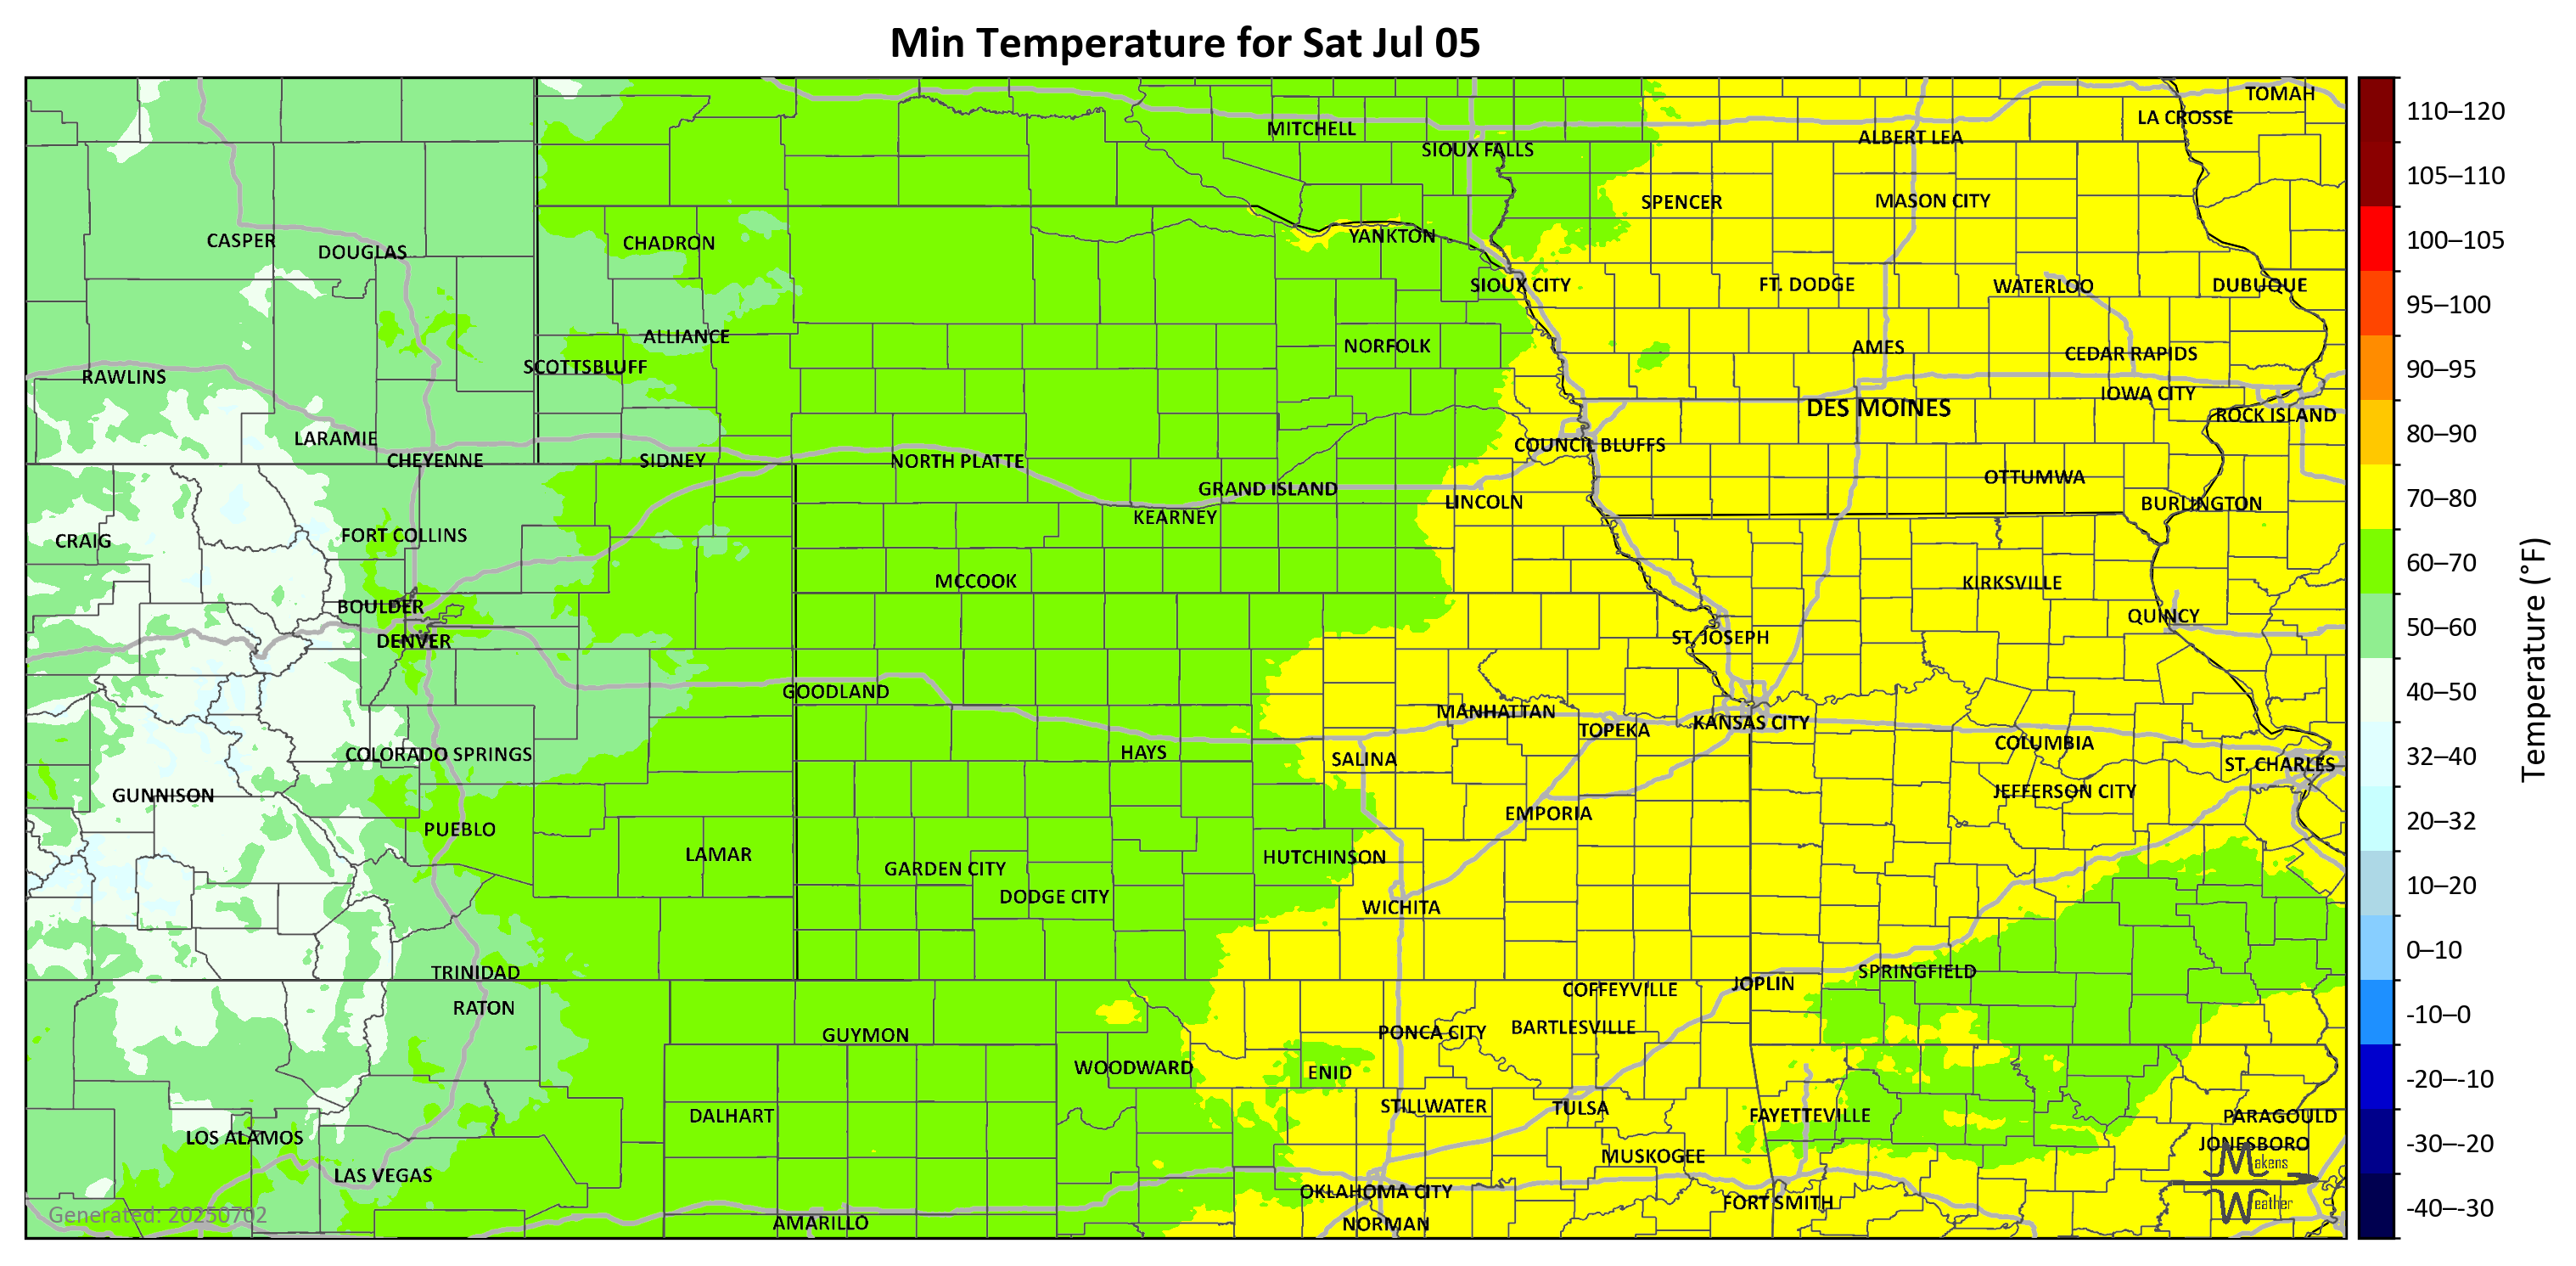 Min Temperature for Sat Jul 05
TOMAH
LA CROSSE
MITCHELL
ALBERT LEA
SIOUX FALLS
SPENCER
MASON CITY
CASPER
DOUGLAS
CHADRON
YANKTON
SIOUX CITY
FT. DODGE
WATERLOO
DUBUQUE
ALLIANCE
NORFOLK
AMES
CEDAR RAPIDS
RAWLINS
SCOTTSBLUFF
IOWA CITY
DES MOINES
ROCK ISLAND
LARAMIE
COUNCIL BLUFFS
CHEYENNE
SIDNEY
NORTH PLATTE
OTTUMWA
GRAND ISLAND
LINCOLN
BURLINGTON
KEARNEY
CRAIG
FORT COLLINS
MCCOOK
KIRKSVILLE
BOULDER
QUINCY
DENVER
ST. JOSEPH
GOODLAND
MANHATTAN
TOPEKA
KANSAS CITY
COLUMBIA
COLORADO SPRINGS
HAYS
SALINA
ST. CHARLES
GUNNISON
JEFFERSON CITY
EMPORIA
PUEBLO
LAMAR
HUTCHINSON
GARDEN CITY
DODGE CITY
WICHITA
TRINIDAD
SPRINGFIELD
JOPLIN
COFFEYVILLE
RATON
GUYMON
PONCA CITY
BARTLESVILLE
WOODWARD
ENID
DALHART
STILLWATER
TULSA
FAYETTEVILLE
PARAGOULD
LOS ALAMOS
JONESBORO
LAS VEGAS
MUSKOGEE
OKLAHOMA CITY
FORT SMITH
AMARILLO
NORMAN
Makens
Weather
Generated: 20250702
110–120
105–110
100–105
95–100
90–95
80–90
70–80
60–70
50–60
40–50
32–40
20–32
10–20
0–10
-10–0
-20–-10
-30–-20
-40–-30
Temperature (°F)